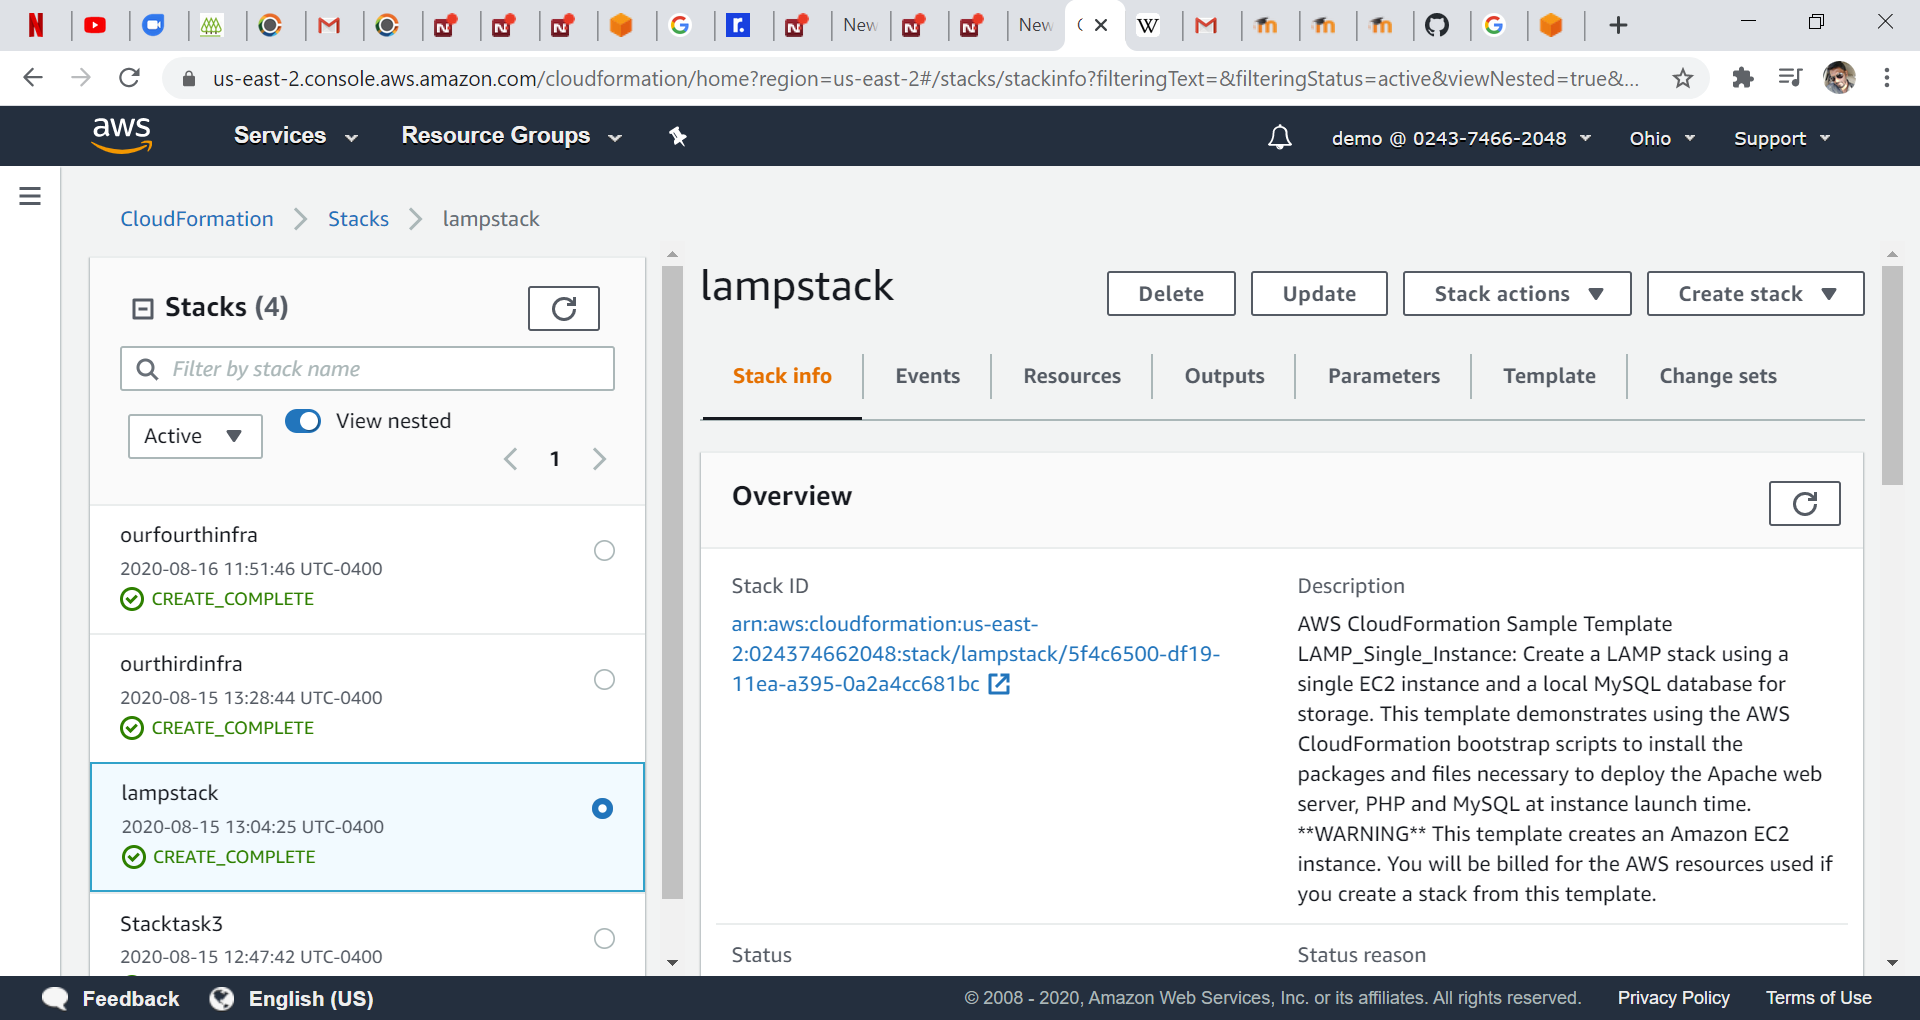 New
New
us-east-2.console.aws.amazon.com/cloudformation/home?region=us-east-2#/stacks/stackinfo?filteringText=&filteringStatus=active&viewNested=true&...
aws
Services
Resource Groups
demo @ 0243-7466-2048
Ohio
Support
CloudFormation
Stacks
lampstack
Stacks (4)
Filter by stack name
Active
View nested
1
ourfourthinfra
2020-08-16 11:51:46 UTC-0400
CREATE_COMPLETE
ourthirdinfra
2020-08-15 13:28:44 UTC-0400
CREATE_COMPLETE
lampstack
2020-08-15 13:04:25 UTC-0400
CREATE_COMPLETE
Stacktask3
2020-08-15 12:47:42 UTC-0400
lampstack
Delete
Update
Stack actions
Create stack
Stack info
Events
Resources
Outputs
Parameters
Template
Change sets
Overview
Stack ID
arn:aws:cloudformation:us-east-
2:024374662048:stack/lampstack/5f4c6500-df19-
11ea-a395-0a2a4cc681bc
Description
AWS CloudFormation Sample Template
LAMP_Single_Instance: Create a LAMP stack using a
single EC2 instance and a local MySQL database for
storage. This template demonstrates using the AWS
CloudFormation bootstrap scripts to install the
packages and files necessary to deploy the Apache web
server, PHP and MySQL at instance launch time.
**WARNING** This template creates an Amazon EC2
instance. You will be billed for the AWS resources used if
you create a stack from this template.
Status
Status reason
Feedback
English (US)
© 2008 - 2020, Amazon Web Services, Inc. or its affiliates. All rights reserved.
Privacy Policy
Terms of Use